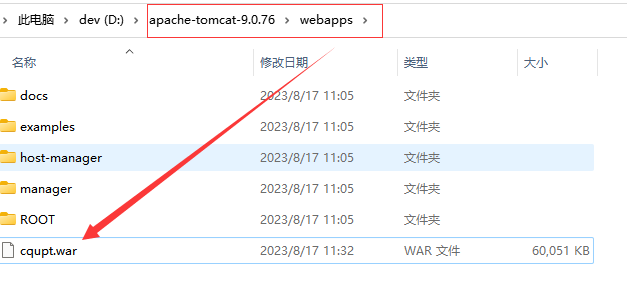 此电脑 > dev (D:) > apache-tomcat-9.0.76 > webapps >
名称 修改日期 类型 大小
docs 2023/8/17 11:05 文件夹
examples 2023/8/17 11:05 文件夹
host-manager 2023/8/17 11:05 文件夹
manager 2023/8/17 11:05 文件夹
ROOT 2023/8/17 11:05 文件夹
cqupt.war 2023/8/17 11:32 WAR 文件 60,051 KB